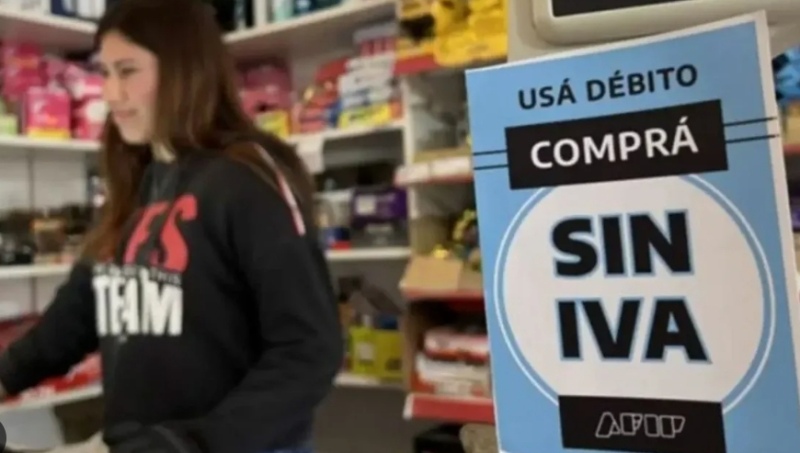 USÁ DÉBITO
COMPRÁ
SIN
IVA
AFIP
TEAM